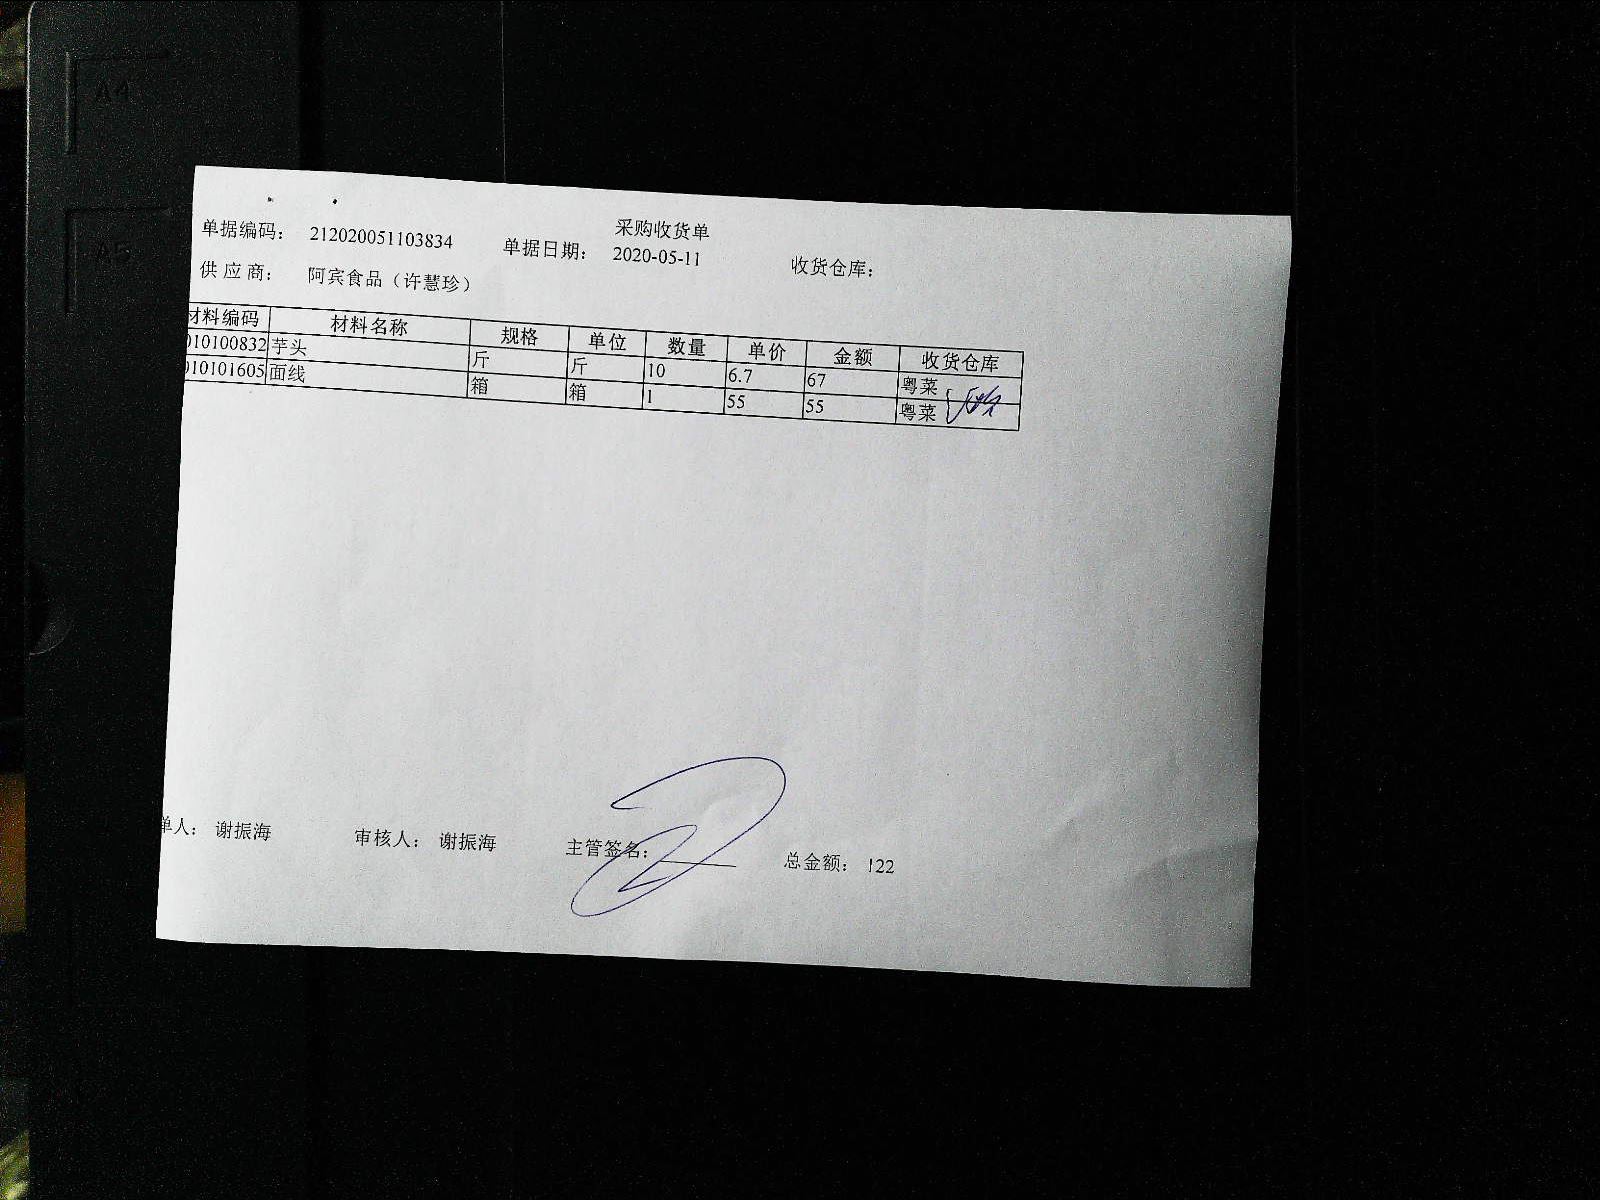 A4
A5
采购收货单
单据编码： 212020051103834 单据日期： 2020-05-11 收货仓库：
供 应 商： 阿宾食品（许慧珍）
材料编码 材料名称 规格 单位 数量 单价 金额 收货仓库
010100832 芋头 斤 斤 10 6.7 67 粤菜
010101605 面线 箱 箱 1 55 55 粤菜
单人： 谢振海 审核人： 谢振海 主管签名： 总金额： 122